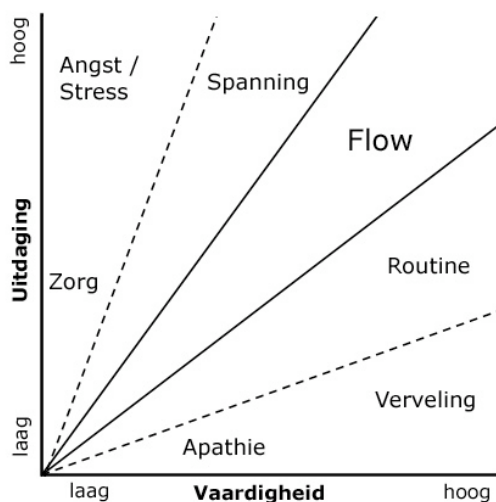 hoog
Angst /
Stress
Spanning
Flow
Uitdaging
Zorg
Routine
Verveling
laag
Apathie
laag
Vaardigheid
hoog